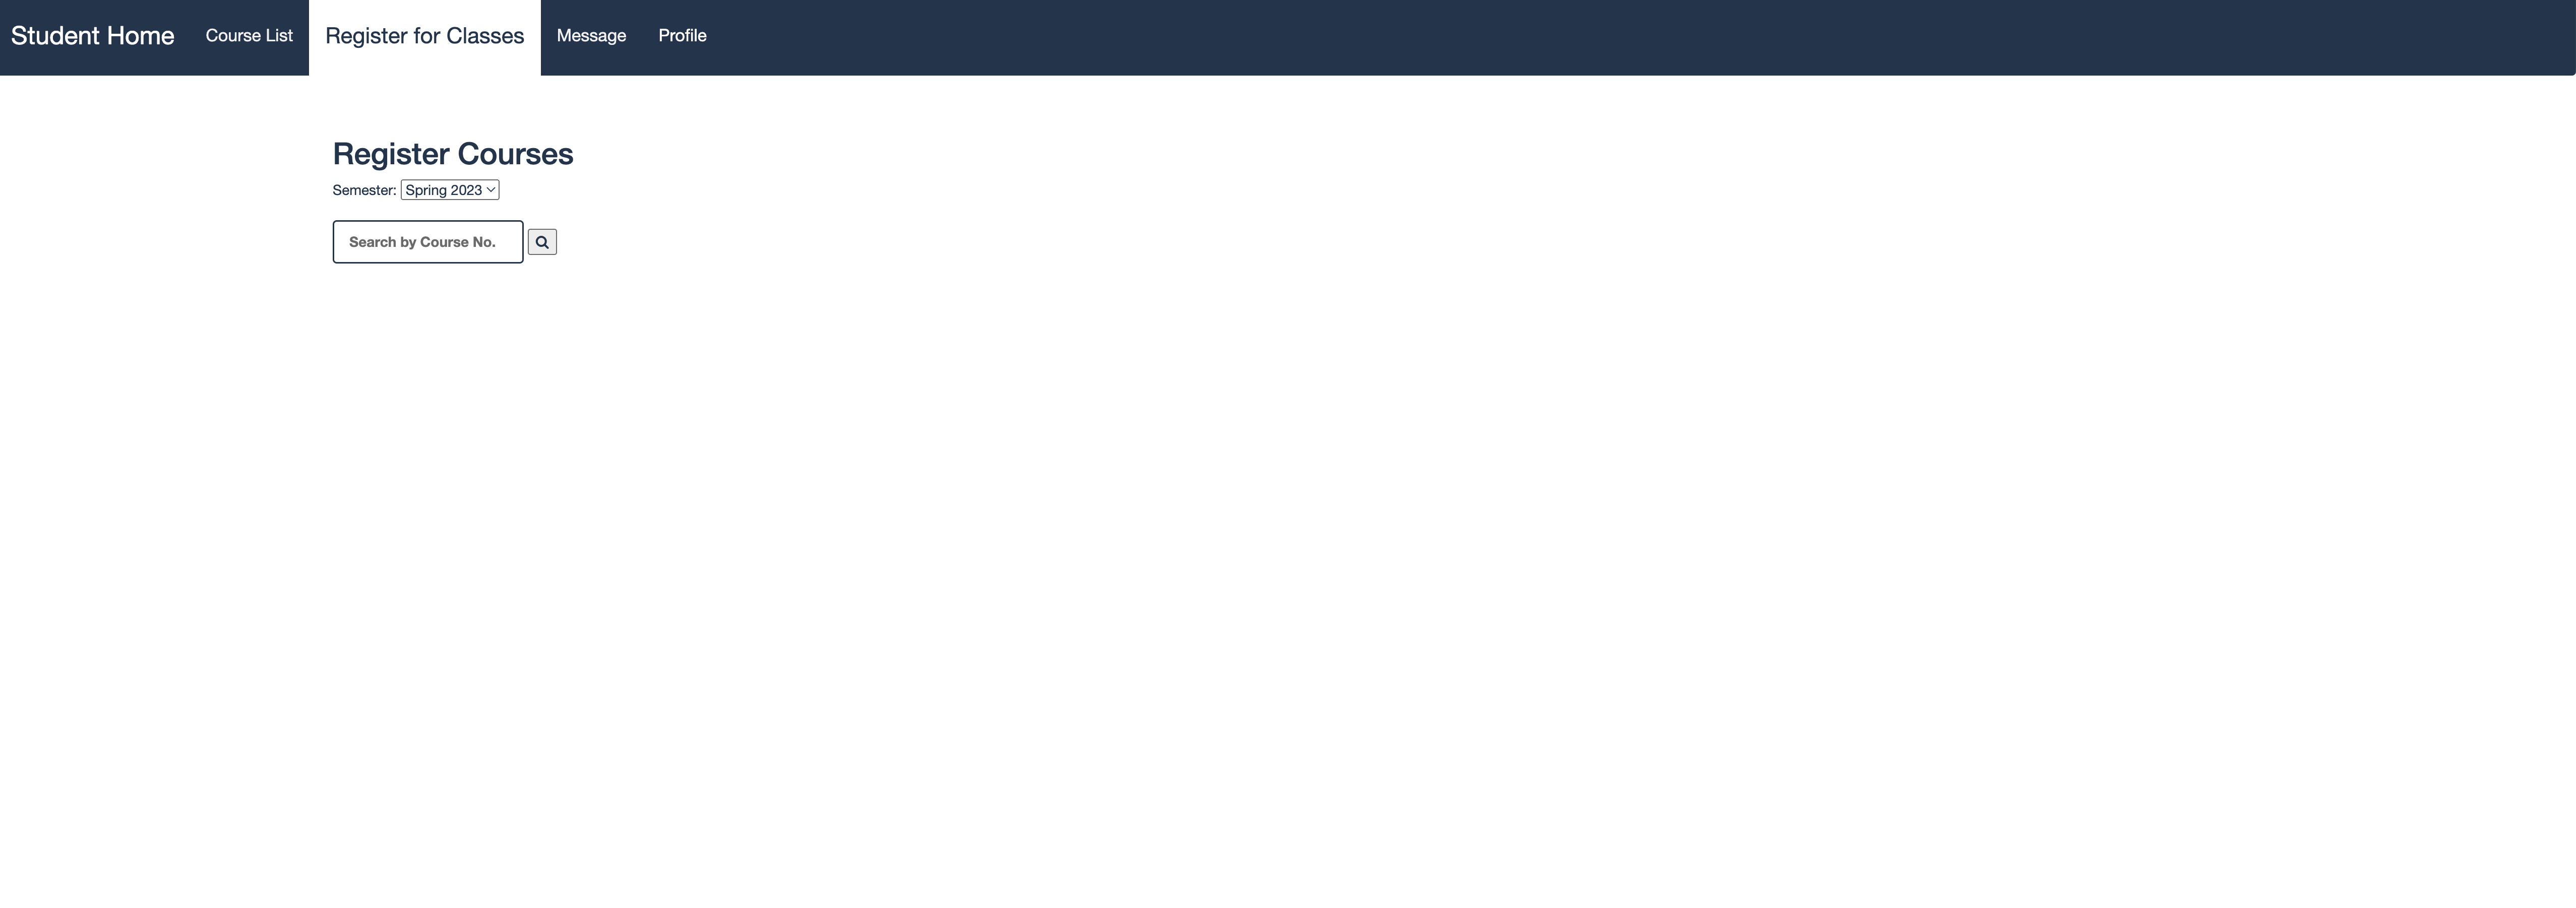 Student Home Course List Register for Classes Message Profile
Register Courses
Semester: Spring 2023
Search by Course No.